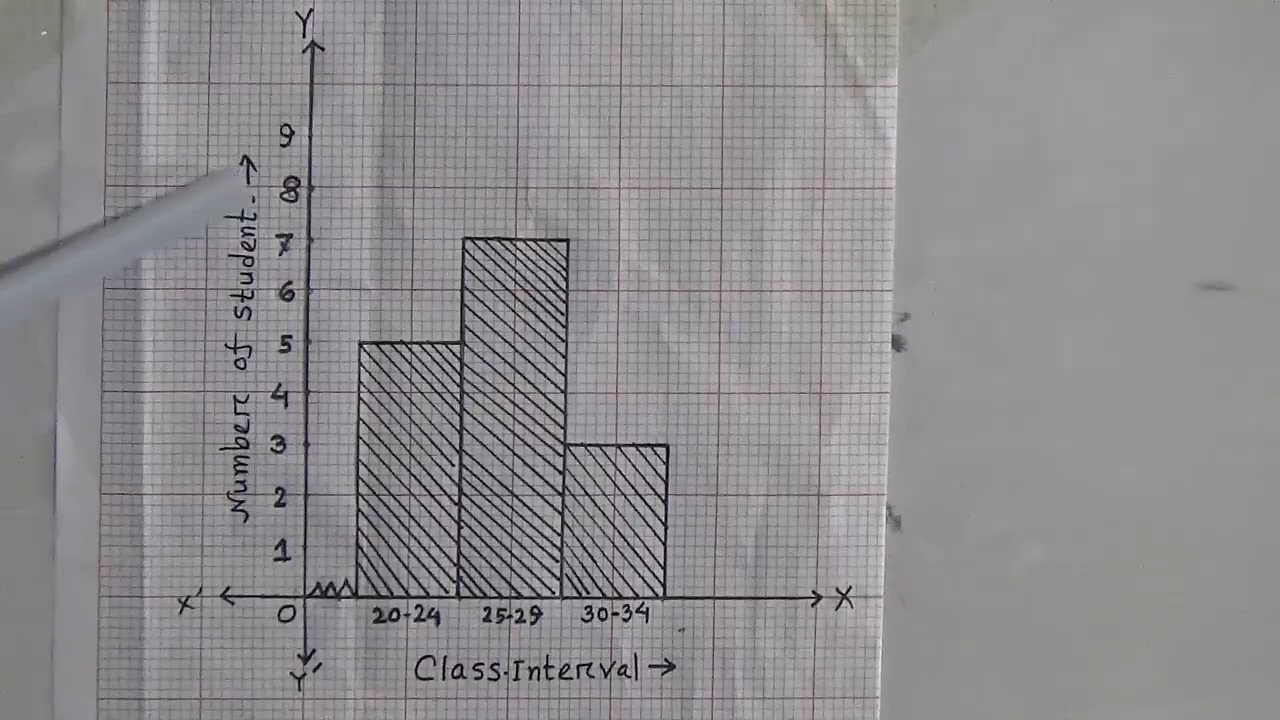 Y
9
8
7
6
5
4
3
2
1
Number of student.→
X'
0
20-24
25-29
30-34
X
Y'
Class.Interval →